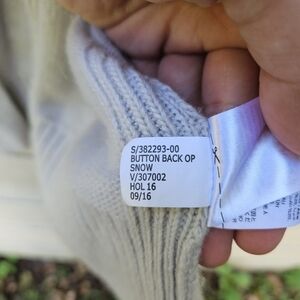 S/382293-00
BUTTON BACK OP
SNOW
V/307002
HOL 16
09/16